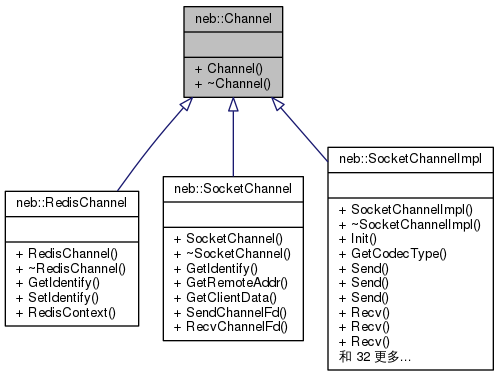 neb::Channel
+ Channel()
+ ~Channel()
neb::RedisChannel
+ RedisChannel()
+ ~RedisChannel()
+ GetIdentify()
+ SetIdentify()
+ RedisContext()
neb::SocketChannel
+ SocketChannel()
+ ~SocketChannel()
+ GetIdentify()
+ GetRemoteAddr()
+ GetClientData()
+ SendChannelFd()
+ RecvChannelFd()
neb::SocketChannelImpl
+ SocketChannelImpl()
+ ~SocketChannelImpl()
+ Init()
+ GetCodecType()
+ Send()
+ Send()
+ Send()
+ Recv()
+ Recv()
+ Recv()
和 32 更多...